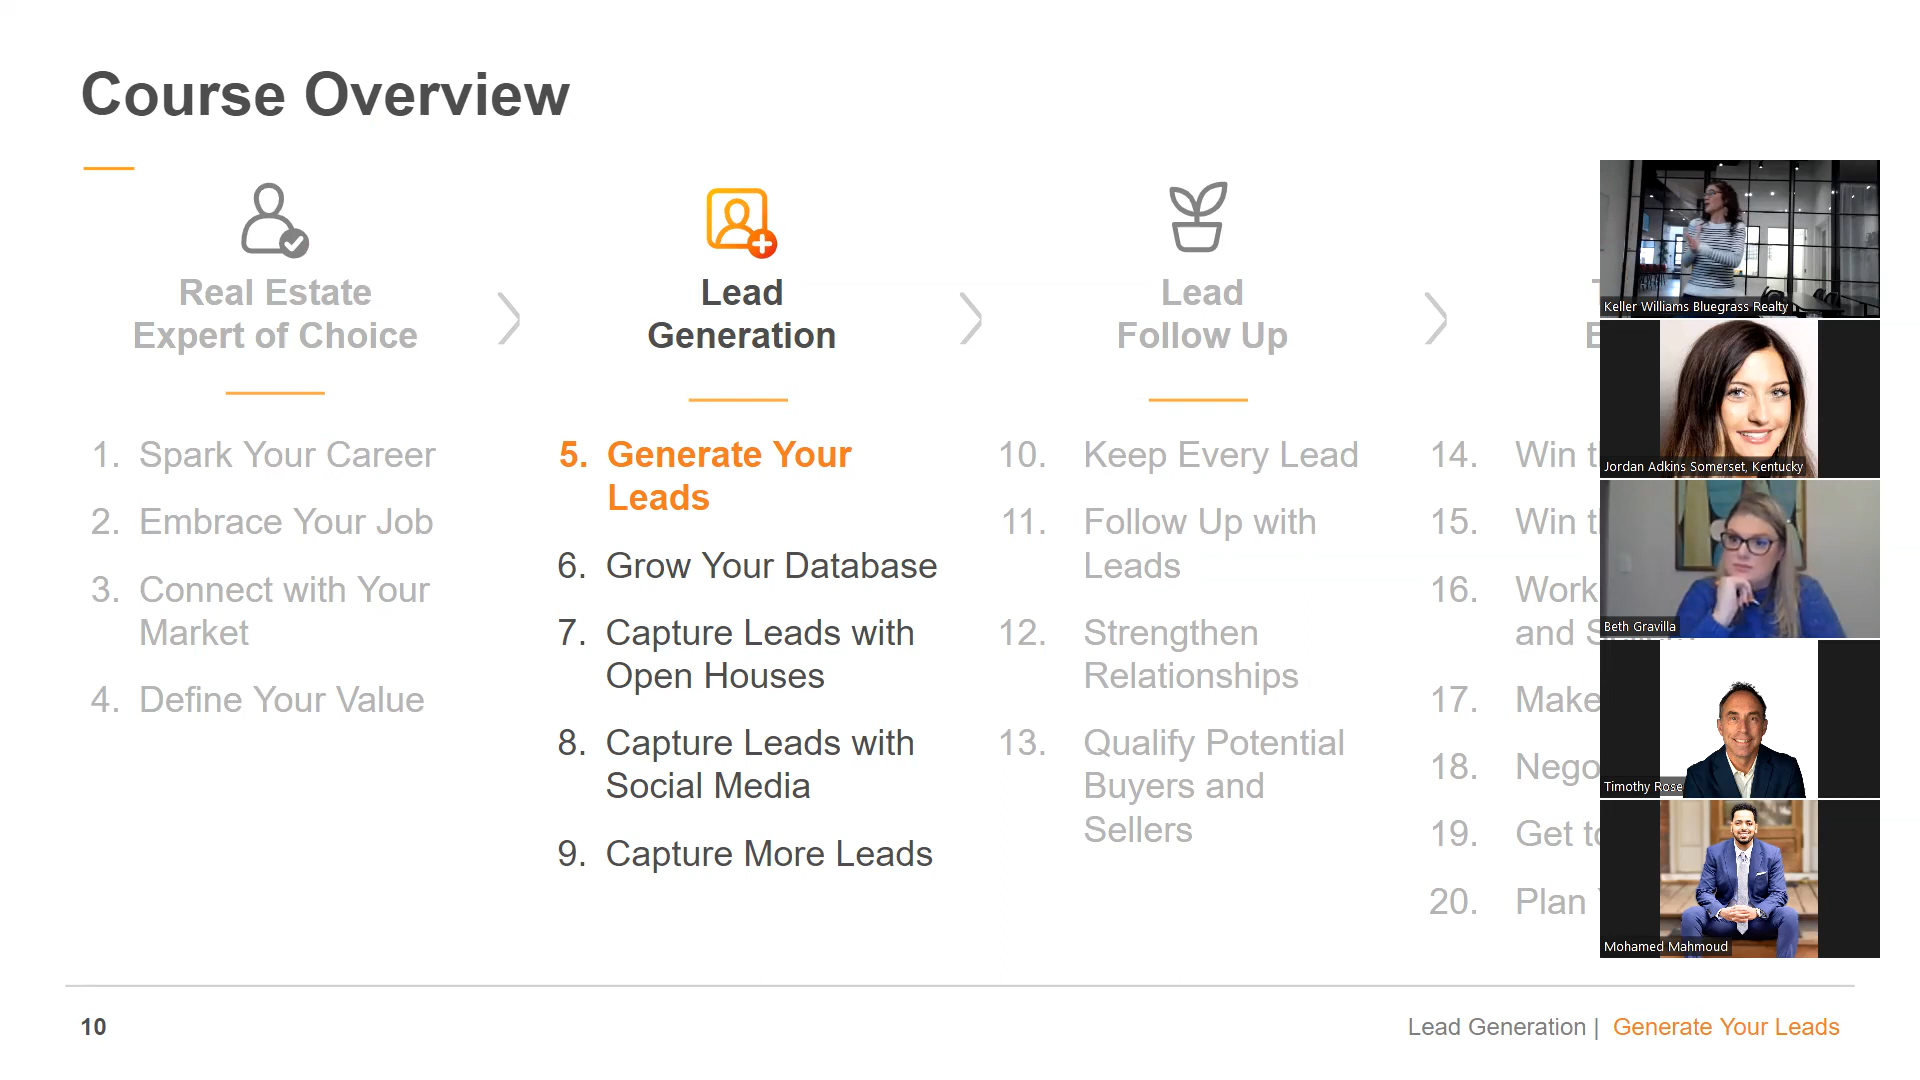 Course Overview
Real Estate
Expert of Choice
1. Spark Your Career
2. Embrace Your Job
3. Connect with Your
Market
4. Define Your Value
Lead
Generation
5. Generate Your
Leads
6. Grow Your Database
7. Capture Leads with
Open Houses
8. Capture Leads with
Social Media
9. Capture More Leads
Lead
Follow Up
10. Keep Every Lead
11. Follow Up with
Leads
12. Strengthen
Relationships
13. Qualify Potential
Buyers and
Sellers
14. Win
15. Win
16. Work
and
17. Make
18.
19. Get
20. Plan
Keller Williams Bluegrass Realty
Jordan Adkins Somerset, Kentucky
Beth Gravilla
Timothy Rose
Mohamed Mahmoud
10
Lead Generation | Generate Your Leads